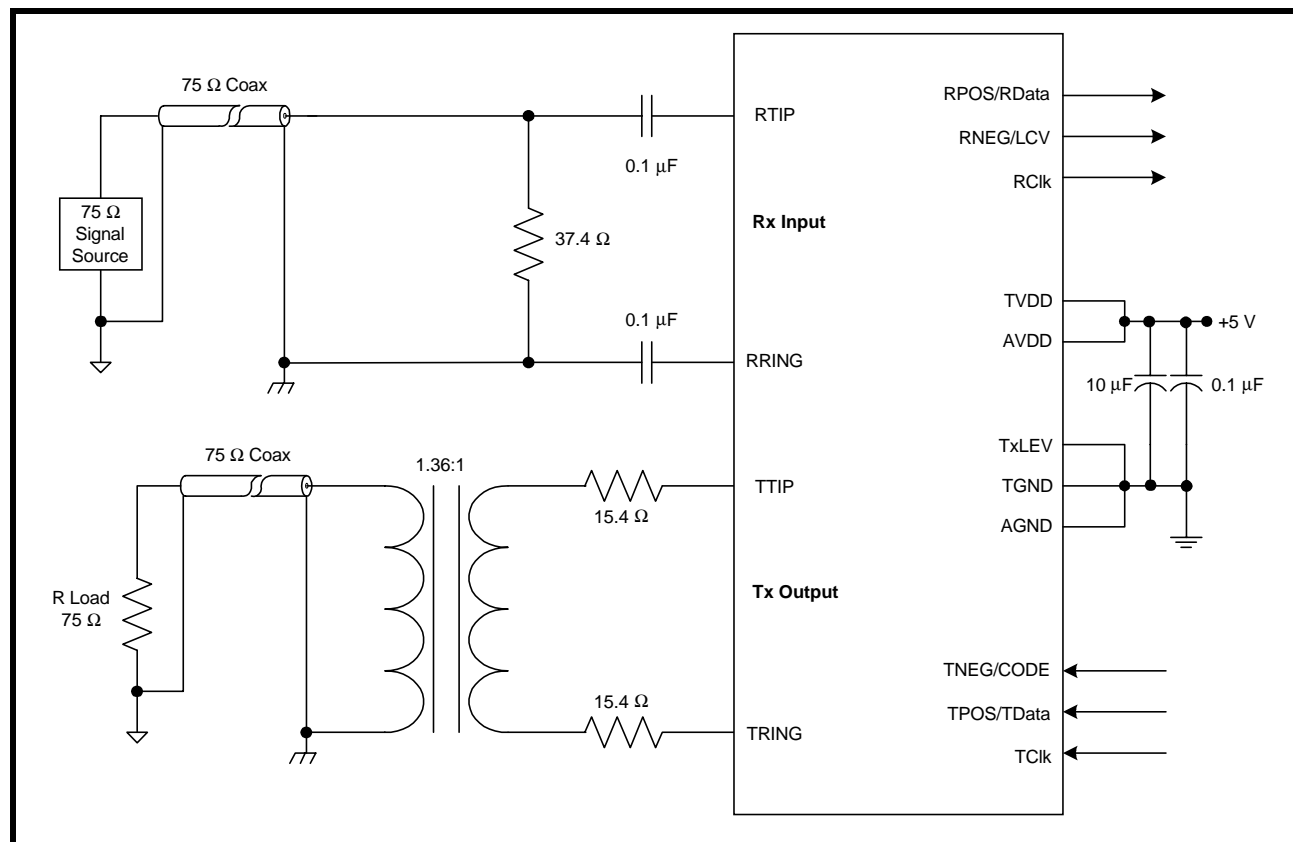 75 Ω Coax
RTIP
0.1 μF
75 Ω
Signal
Source
37.4 Ω
Rx Input
0.1 μF
RRING
RPOS/RData
RNEG/LCV
RClk
TVDD
AVDD
+5 V
10 μF
0.1 μF
TxLEV
TGND
AGND
75 Ω Coax
1.36:1
15.4 Ω
TTIP
R Load
75 Ω
Tx Output
15.4 Ω
TRING
TNEG/CODE
TPOS/TData
TClk